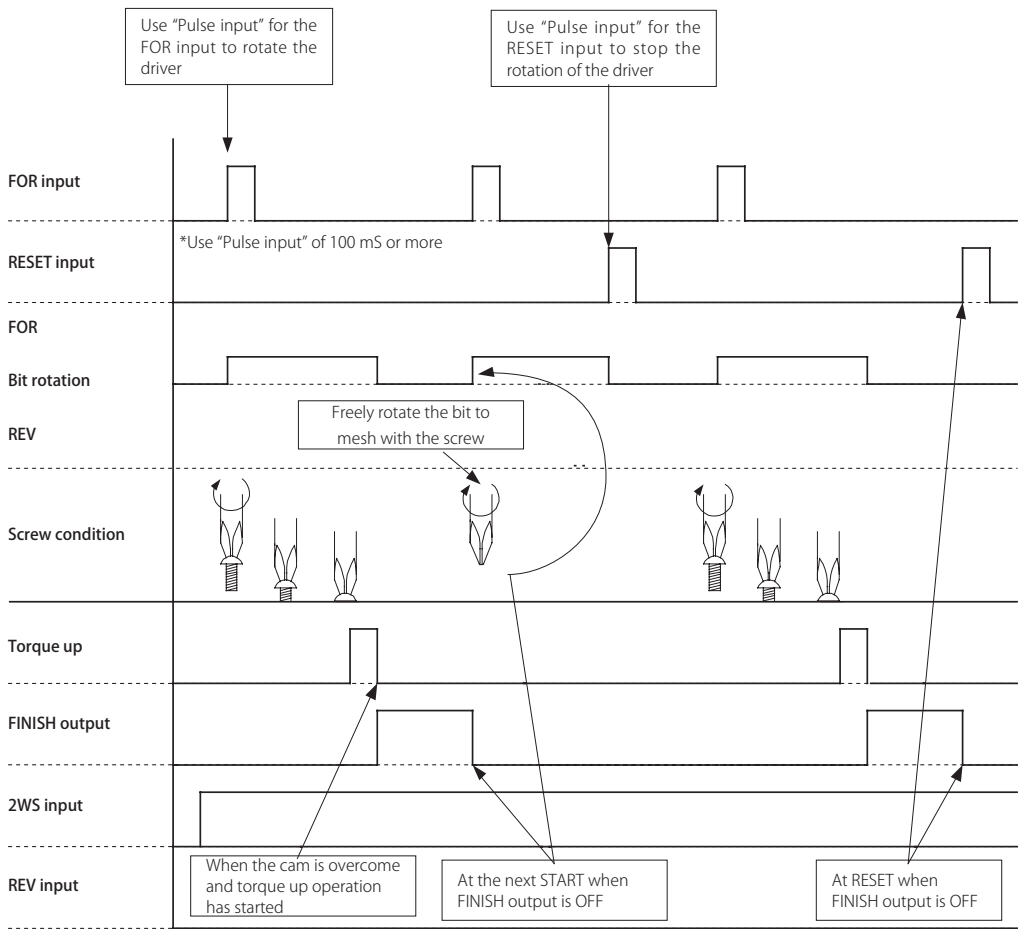 Use "Pulse input" for the
FOR input to rotate the
driver
Use "Pulse input" for the
RESET input to stop the
rotation of the driver
FOR input
*Use "Pulse input" of 100 mS or more
RESET input
FOR
Bit rotation
Freely rotate the bit to
mesh with the screw
REV
Screw condition
Torque up
FINISH output
2WS input
When the cam is overcome
and torque up operation
has started
At the next START when
FINISH output is OFF
At RESET when
FINISH output is OFF
REV input